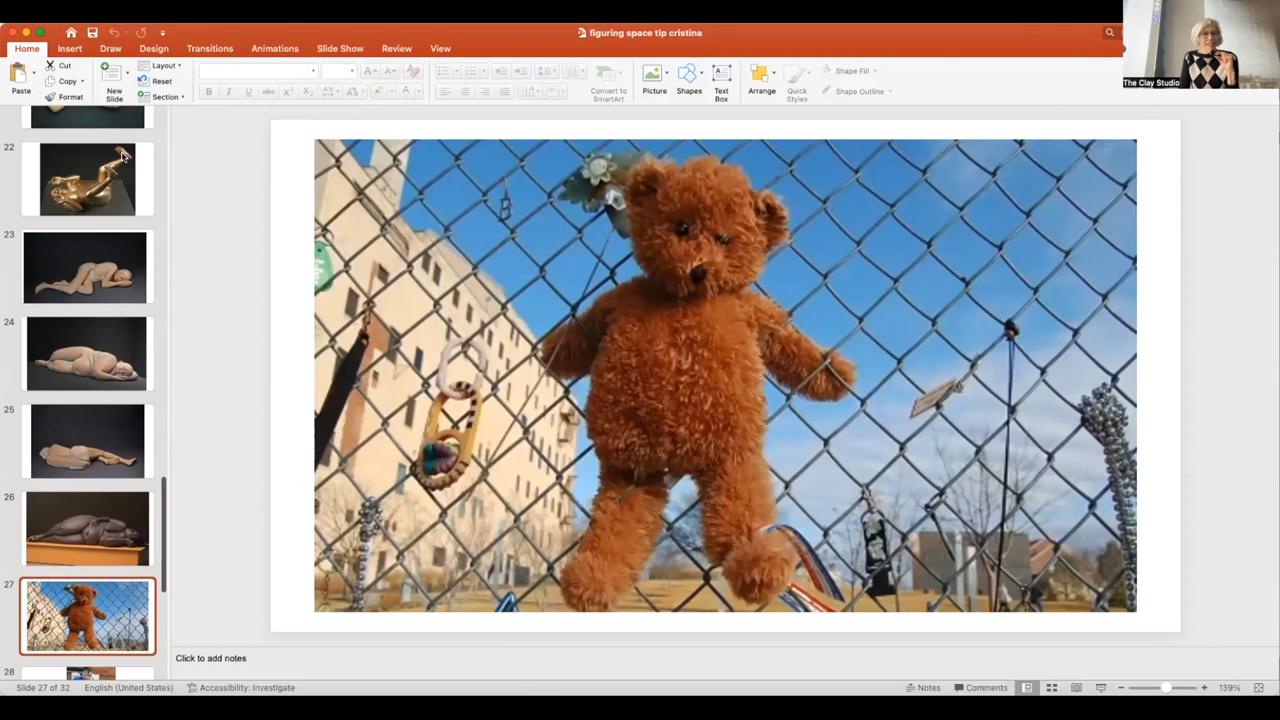 figuring space tip cristina
Home Insert Draw Design Transitions Animations Slide Show Review View
Paste
Cut
Copy
Format
New Slide
Layout
Reset
Section
Convert to SmartArt
Picture
Shapes
Text Box
Arrange
Quick Styles
Shape Fill
Shape Outline
The Clay Studio
22
23
24
25
26
27
28
Click to add notes
Slide 27 of 32 English (United States) Accessibility: Investigate Notes Comments 139%